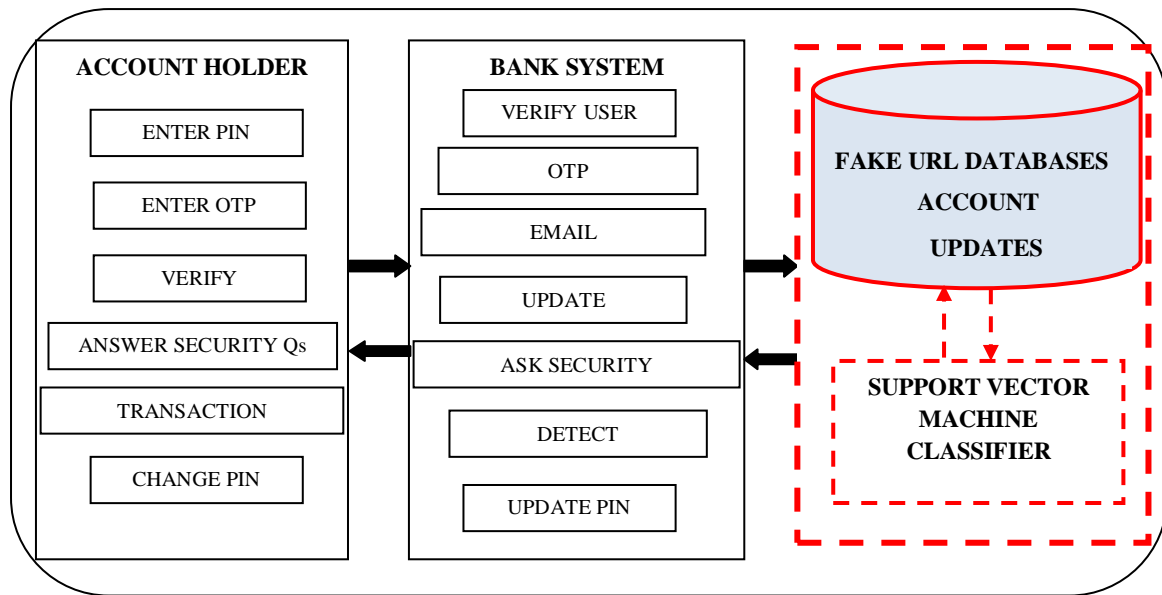 ACCOUNT HOLDER
ENTER PIN
ENTER OTP
VERIFY
ANSWER SECURITY Qs
TRANSACTION
CHANGE PIN
BANK SYSTEM
VERIFY USER
OTP
EMAIL
UPDATE
ASK SECURITY
DETECT
UPDATE PIN
FAKE URL DATABASES
ACCOUNT
UPDATES
SUPPORT VECTOR
MACHINE
CLASSIFIER